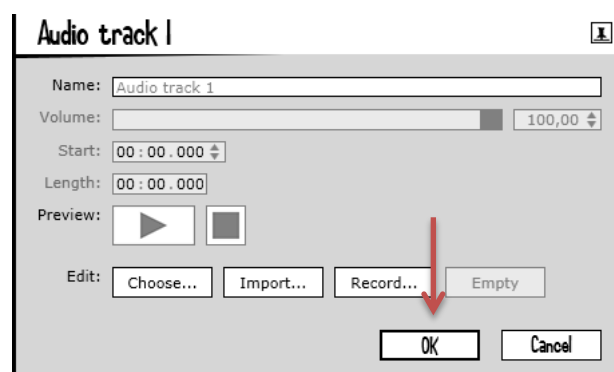 Audio track 1
Name: Audio track 1
Volume: 100,00
Start: 00:00.000
Length: 00:00.000
Preview:
Edit: Choose... Import... Record... Empty
OK Cancel